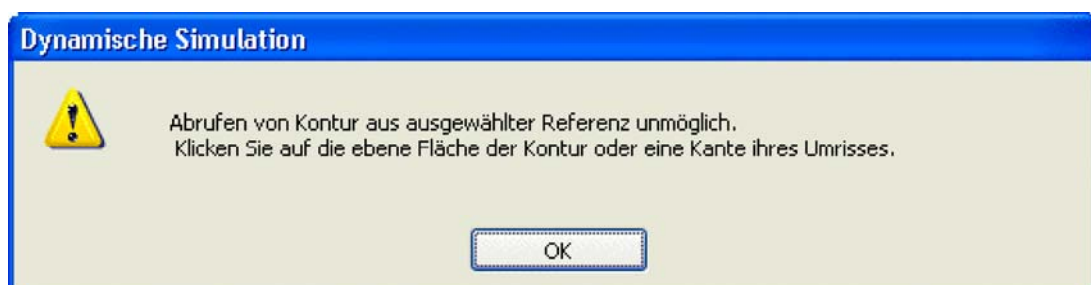 Dynamische Simulation
Abrufen von Kontur aus ausgewählter Referenz unmöglich.
Klicken Sie auf die ebene Fläche der Kontur oder eine Kante ihres Umrisses.
OK